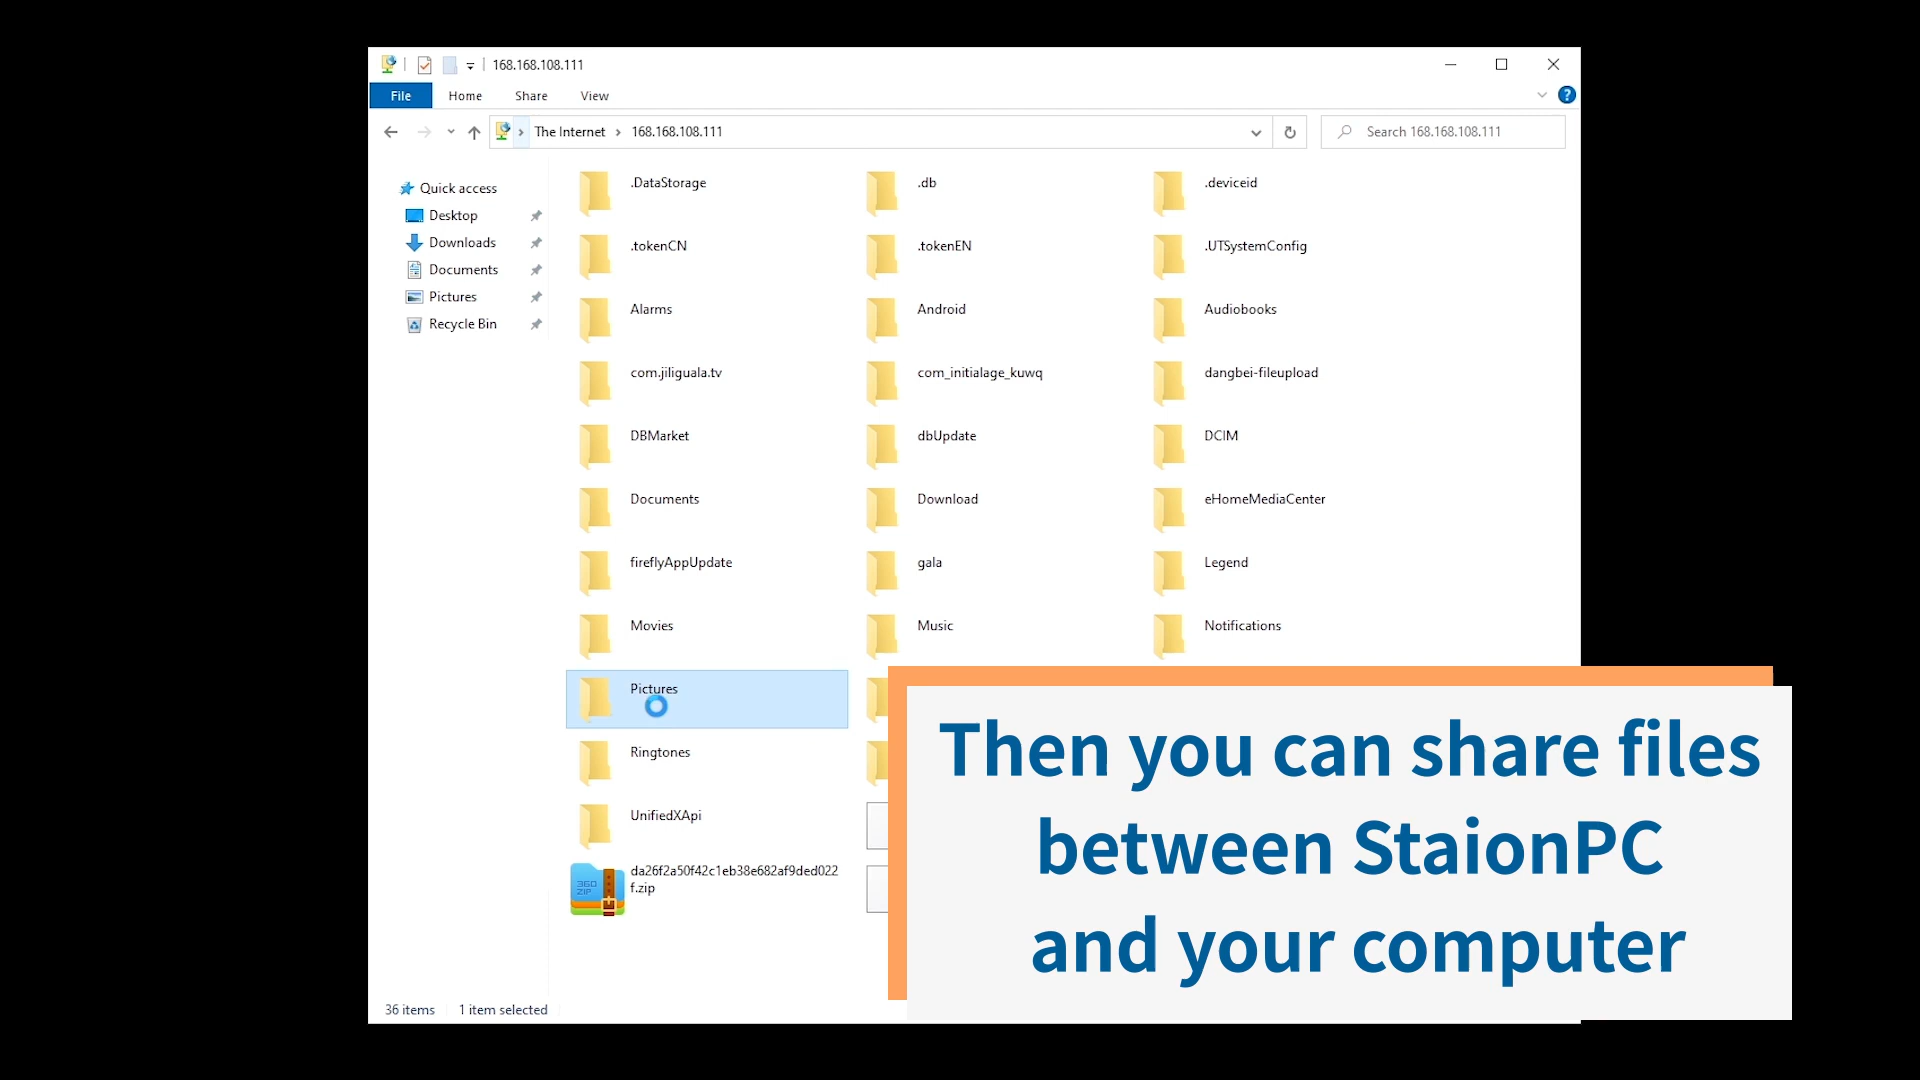 168.168.108.111
File Home Share View
The Internet 168.168.108.111
Search 168.168.108.111
Quick access
Desktop
Downloads
Documents
Pictures
Recycle Bin
.DataStorage .db .deviceid
.tokenCN .tokenEN .UTSystemConfig
Alarms Android Audiobooks
com.jiliguala.tv com_initialage_kuwq dangbei-fileupload
DBMarket dbUpdate DCIM
Documents Download eHomeMediaCenter
fireflyAppUpdate gala Legend
Movies Music Notifications
Pictures
Ringtones
UnifiedXApi
360
ZIP
da26f2a50f42c1eb38e682af9ded022
f.zip
Then you can share files
between StaionPC
and your computer
36 items 1 item selected